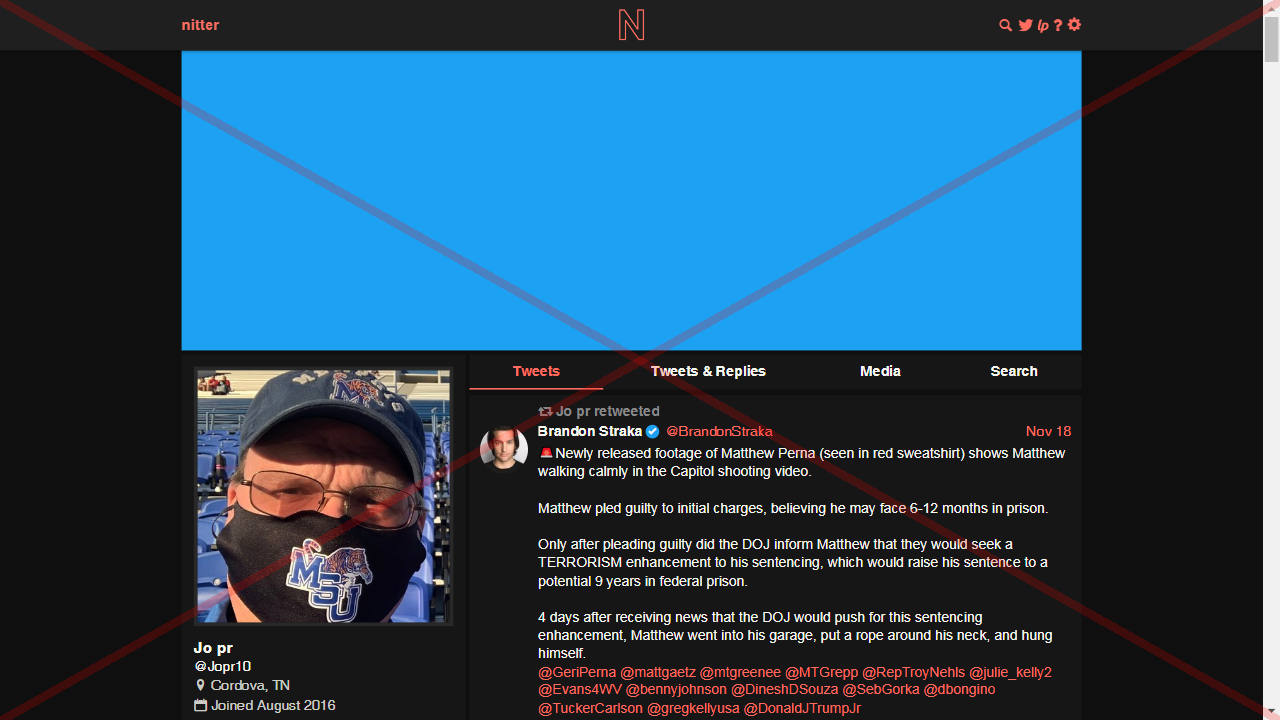 nitter
N
lp ?
Tweets
Tweets & Replies
Media
Search
Jo pr retweeted
Brandon Straka @BrandonStraka Nov 18
🚨Newly released footage of Matthew Perna (seen in red sweatshirt) shows Matthew
walking calmly in the Capitol shooting video.
Matthew pled guilty to initial charges, believing he may face 6-12 months in prison.
Only after pleading guilty did the DOJ inform Matthew that they would seek a
TERRORISM enhancement to his sentencing, which would raise his sentence to a
potential 9 years in federal prison.
4 days after receiving news that the DOJ would push for this sentencing
enhancement, Matthew went into his garage, put a rope around his neck, and hung
himself.
@GeriPerna @mattgaetz @mtgreenee @MTGrepp @RepTroyNehls @julie_kelly2
@Evans4WV @bennyjohnson @DineshDSouza @SebGorka @dbongino
@TuckerCarlson @gregkellyusa @DonaldJTrumpJr
MSU
Jo pr
@Jopr10
Cordova, TN
Joined August 2016